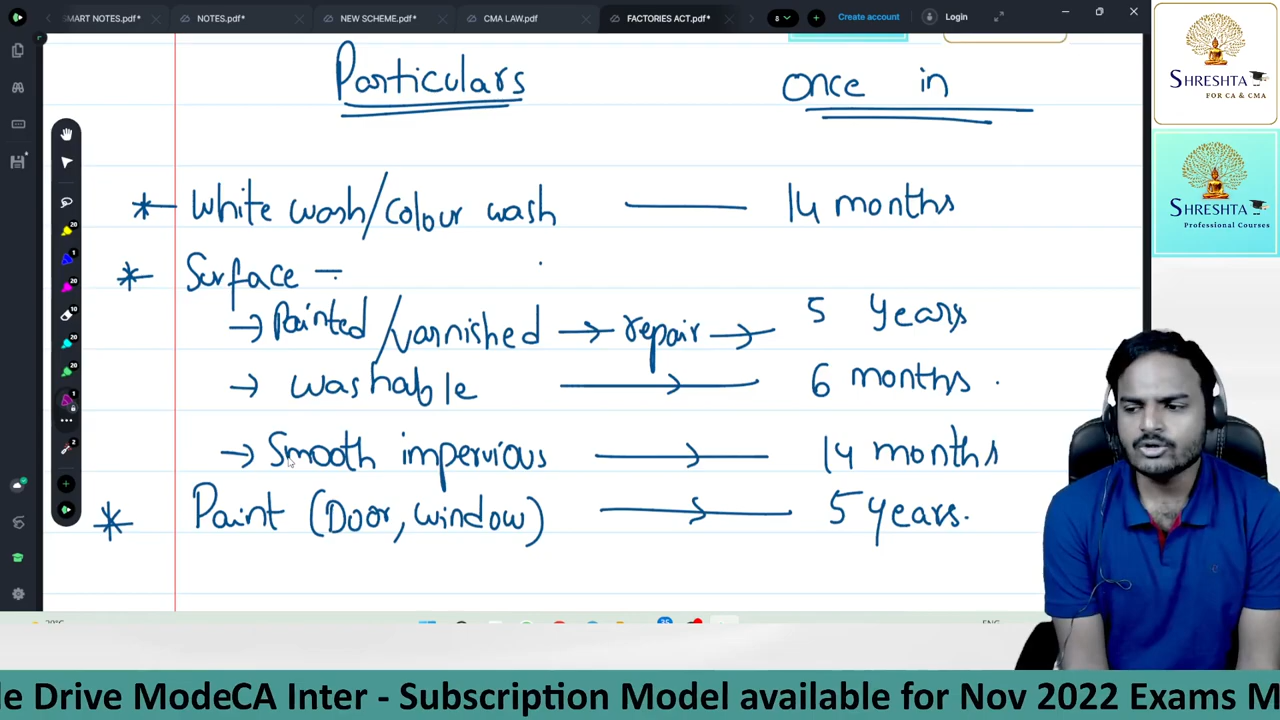 SMART NOTES.pdf*
NOTES.pdf*
NEW SCHEME.pdf*
CMA LAW.pdf
FACTORIES ACT.pdf*
8
Create account
Login
Particulars once in
* White wash/colour wash — 14 months
* Surface -
→ Painted/varnished → repair → 5 years
→ washable → 6 months.
→ Smooth impervious → 14 months
* Paint (Door, window) → 5 years.
SHRESHTA
FOR CA & CMA
SHRESHTA
Professional Courses
ENG
le Drive ModeCA Inter - Subscription Model available for Nov 2022 Exams M